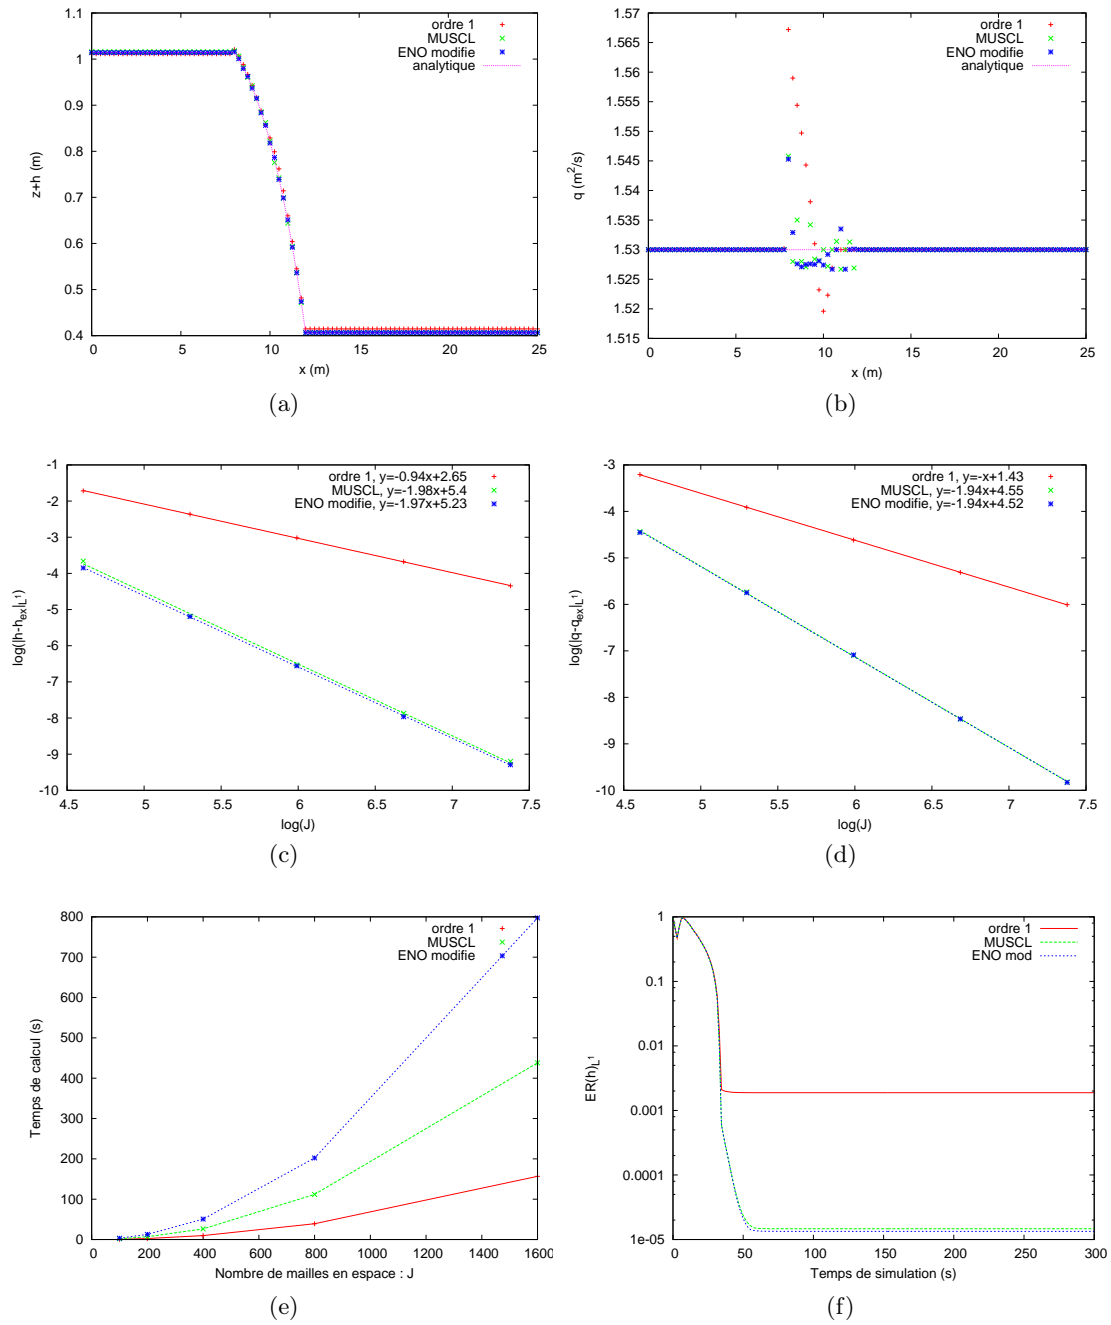 ordre 1
MUSCL
ENO modifie
analytique
1.1
1
0.9
0.8
0.7
0.6
0.5
0.4
z+h (m)
0 5 10 15 20 25
x (m)
(a)
ordre 1
MUSCL
ENO modifie
analytique
1.57
1.565
1.56
1.555
1.55
1.545
1.54
1.535
1.53
1.525
1.52
1.515
q (m²/s)
0 5 10 15 20 25
x (m)
(b)
ordre 1, y=-0.94x+2.65
MUSCL, y=-1.98x+5.4
ENO modifie, y=-1.97x+5.23
-1
-2
-3
-4
-5
-6
-7
-8
-9
-10
log(|h-h_ex|_L¹)
4.5 5 5.5 6 6.5 7 7.5
log(J)
(c)
ordre 1, y=-x+1.43
MUSCL, y=-1.94x+4.55
ENO modifie, y=-1.94x+4.52
-3
-4
-5
-6
-7
-8
-9
-10
log(|q-q_ex|_L¹)
4.5 5 5.5 6 6.5 7 7.5
log(J)
(d)
ordre 1
MUSCL
ENO modifie
800
700
600
500
400
300
200
100
0
Temps de calcul (s)
0 200 400 600 800 1000 1200 1400 1600
Nombre de mailles en espace : J
(e)
ordre 1
MUSCL
ENO mod
1
0.1
0.01
0.001
0.0001
1e-05
ER(h)_L¹
0 50 100 150 200 250 300
Temps de simulation (s)
(f)